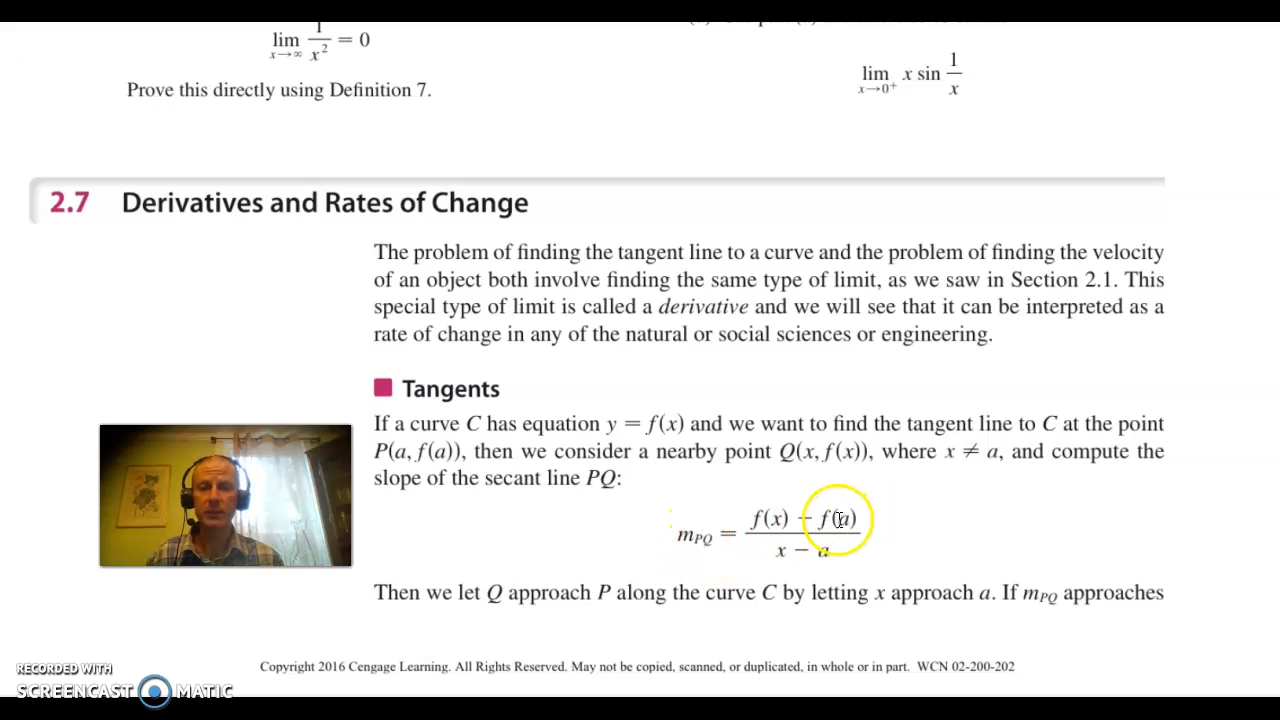 lim x→∞ 1/x² = 0
Prove this directly using Definition 7.
lim x→0⁺ x sin 1/x
2.7 Derivatives and Rates of Change
The problem of finding the tangent line to a curve and the problem of finding the velocity
of an object both involve finding the same type of limit, as we saw in Section 2.1. This
special type of limit is called a derivative and we will see that it can be interpreted as a
rate of change in any of the natural or social sciences or engineering.
Tangents
If a curve C has equation y = f(x) and we want to find the tangent line to C at the point
P(a, f(a)), then we consider a nearby point Q(x, f(x)), where x ≠ a, and compute the
slope of the secant line PQ:
m_PQ = (f(x) − f(a))/(x − a)
Then we let Q approach P along the curve C by letting x approach a. If m_PQ approaches
Copyright 2016 Cengage Learning. All Rights Reserved. May not be copied, scanned, or duplicated, in whole or in part. WCN 02-200-202
RECORDED WITH
SCREENCAST MATIC